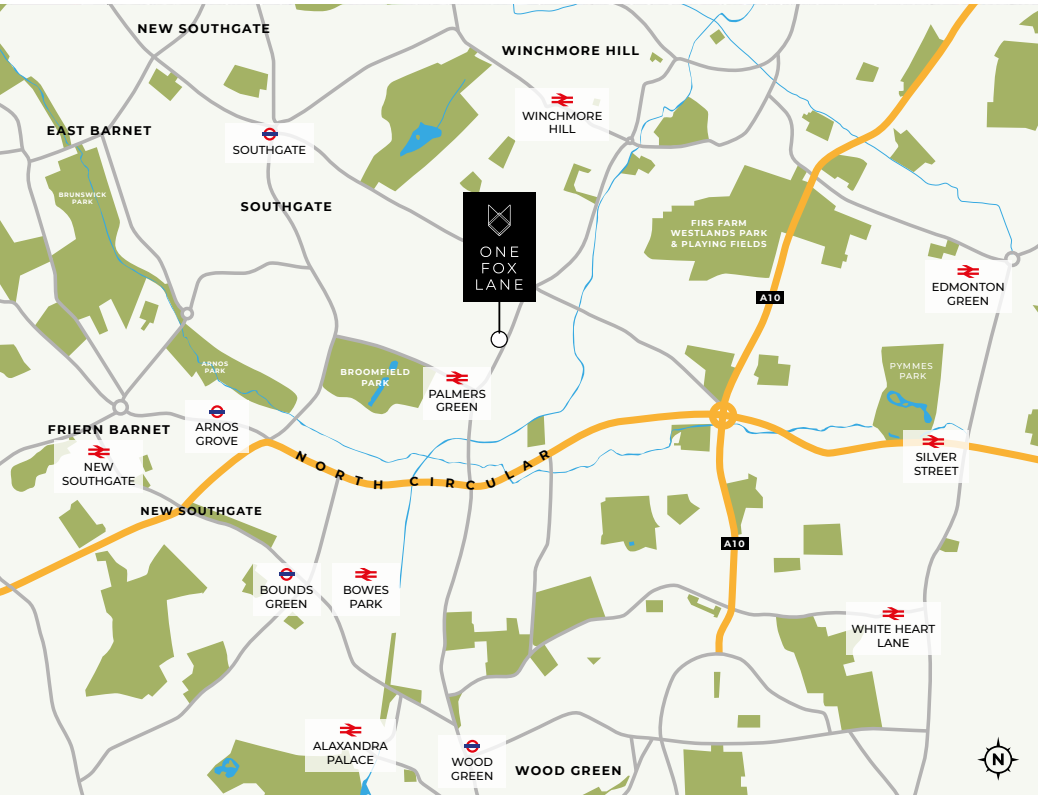 NEW SOUTHGATE
WINCHMORE HILL
WINCHMORE
HILL
EAST BARNET
SOUTHGATE
BRUNSWICK
PARK
SOUTHGATE
ONE
FOX
LANE
FIRS FARM
WESTLANDS PARK
& PLAYING FIELDS
EDMONTON
GREEN
A10
ARNOS
PARK
BROOMFIELD
PARK
PALMERS
GREEN
PYMMES
PARK
FRIERN BARNET
ARNOS
GROVE
NEW
SOUTHGATE
NORTH CIRCULAR
SILVER
STREET
NEW SOUTHGATE
A10
BOUNDS
GREEN
BOWES
PARK
WHITE HEART
LANE
ALAXANDRA
PALACE
WOOD
GREEN
WOOD GREEN
N